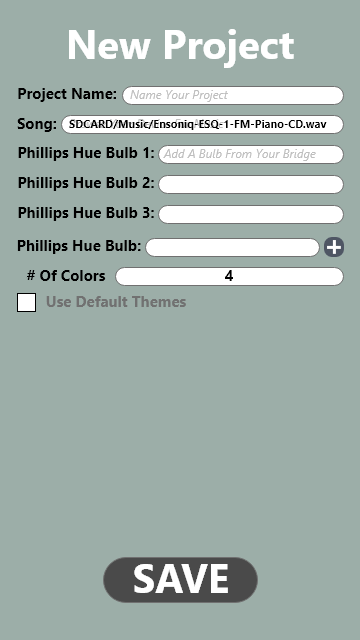 New Project
Project Name: Name Your Project
Song: SDCARD/Music/Ensoniq-ESQ-1-FM-Piano-CD.wav
Phillips Hue Bulb 1: Add A Bulb From Your Bridge
Phillips Hue Bulb 2:
Phillips Hue Bulb 3:
Phillips Hue Bulb:
# Of Colors 4
Use Default Themes
SAVE